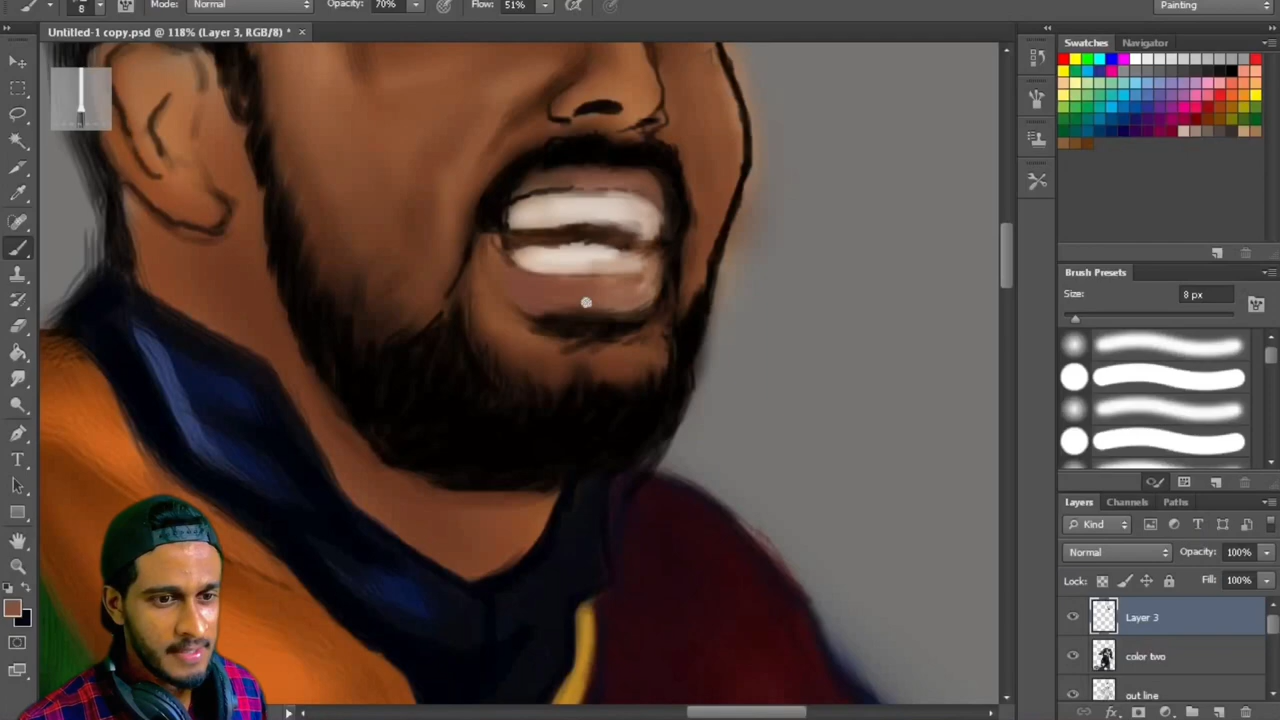 8 Mode: Normal Opacity: 70% Flow: 51% Painting
Untitled-1 copy.psd @ 118% (Layer 3, RGB/8) * ×
Swatches Navigator
Brush Presets
Size: 8 px
Layers Channels Paths
Kind
Normal Opacity: 100%
Lock: Fill: 100%
Layer 3
color two
out line
fx